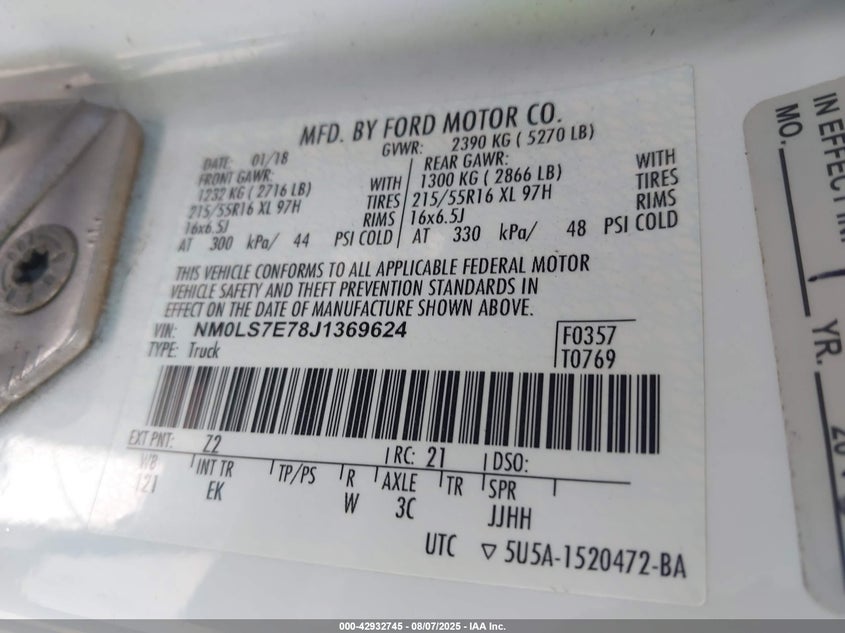 MFD. BY FORD MOTOR CO.
DATE: 01/18 GVWR: 2390 KG ( 5270 LB)
FRONT GAWR: REAR GAWR:
1232 KG ( 2716 LB) WITH 1300 KG ( 2866 LB) WITH
215/55R16 XL 97H TIRES 215/55R16 XL 97H TIRES
16x6.5J RIMS 16x6.5J RIMS
AT 300 kPa/ 44 PSI COLD AT 330 kPa/ 48 PSI COLD
THIS VEHICLE CONFORMS TO ALL APPLICABLE FEDERAL MOTOR
VEHICLE SAFETY AND THEFT PREVENTION STANDARDS IN
EFFECT ON THE DATE OF MANUFACTURE SHOWN ABOVE.
VIN: NM0LS7E78J1369624
TYPE: Truck
F0357
T0769
EXT PNT: Z2 RC: 21 DSO:
WB INT TR TP/PS R AXLE TR SPR
121 EK W 3C JJHH
UTC ▽ 5U5A-1520472-BA
IN EFFECT IN:
MO. 1 YR. 20
000-42932745 - 08/07/2025 - IAA Inc.